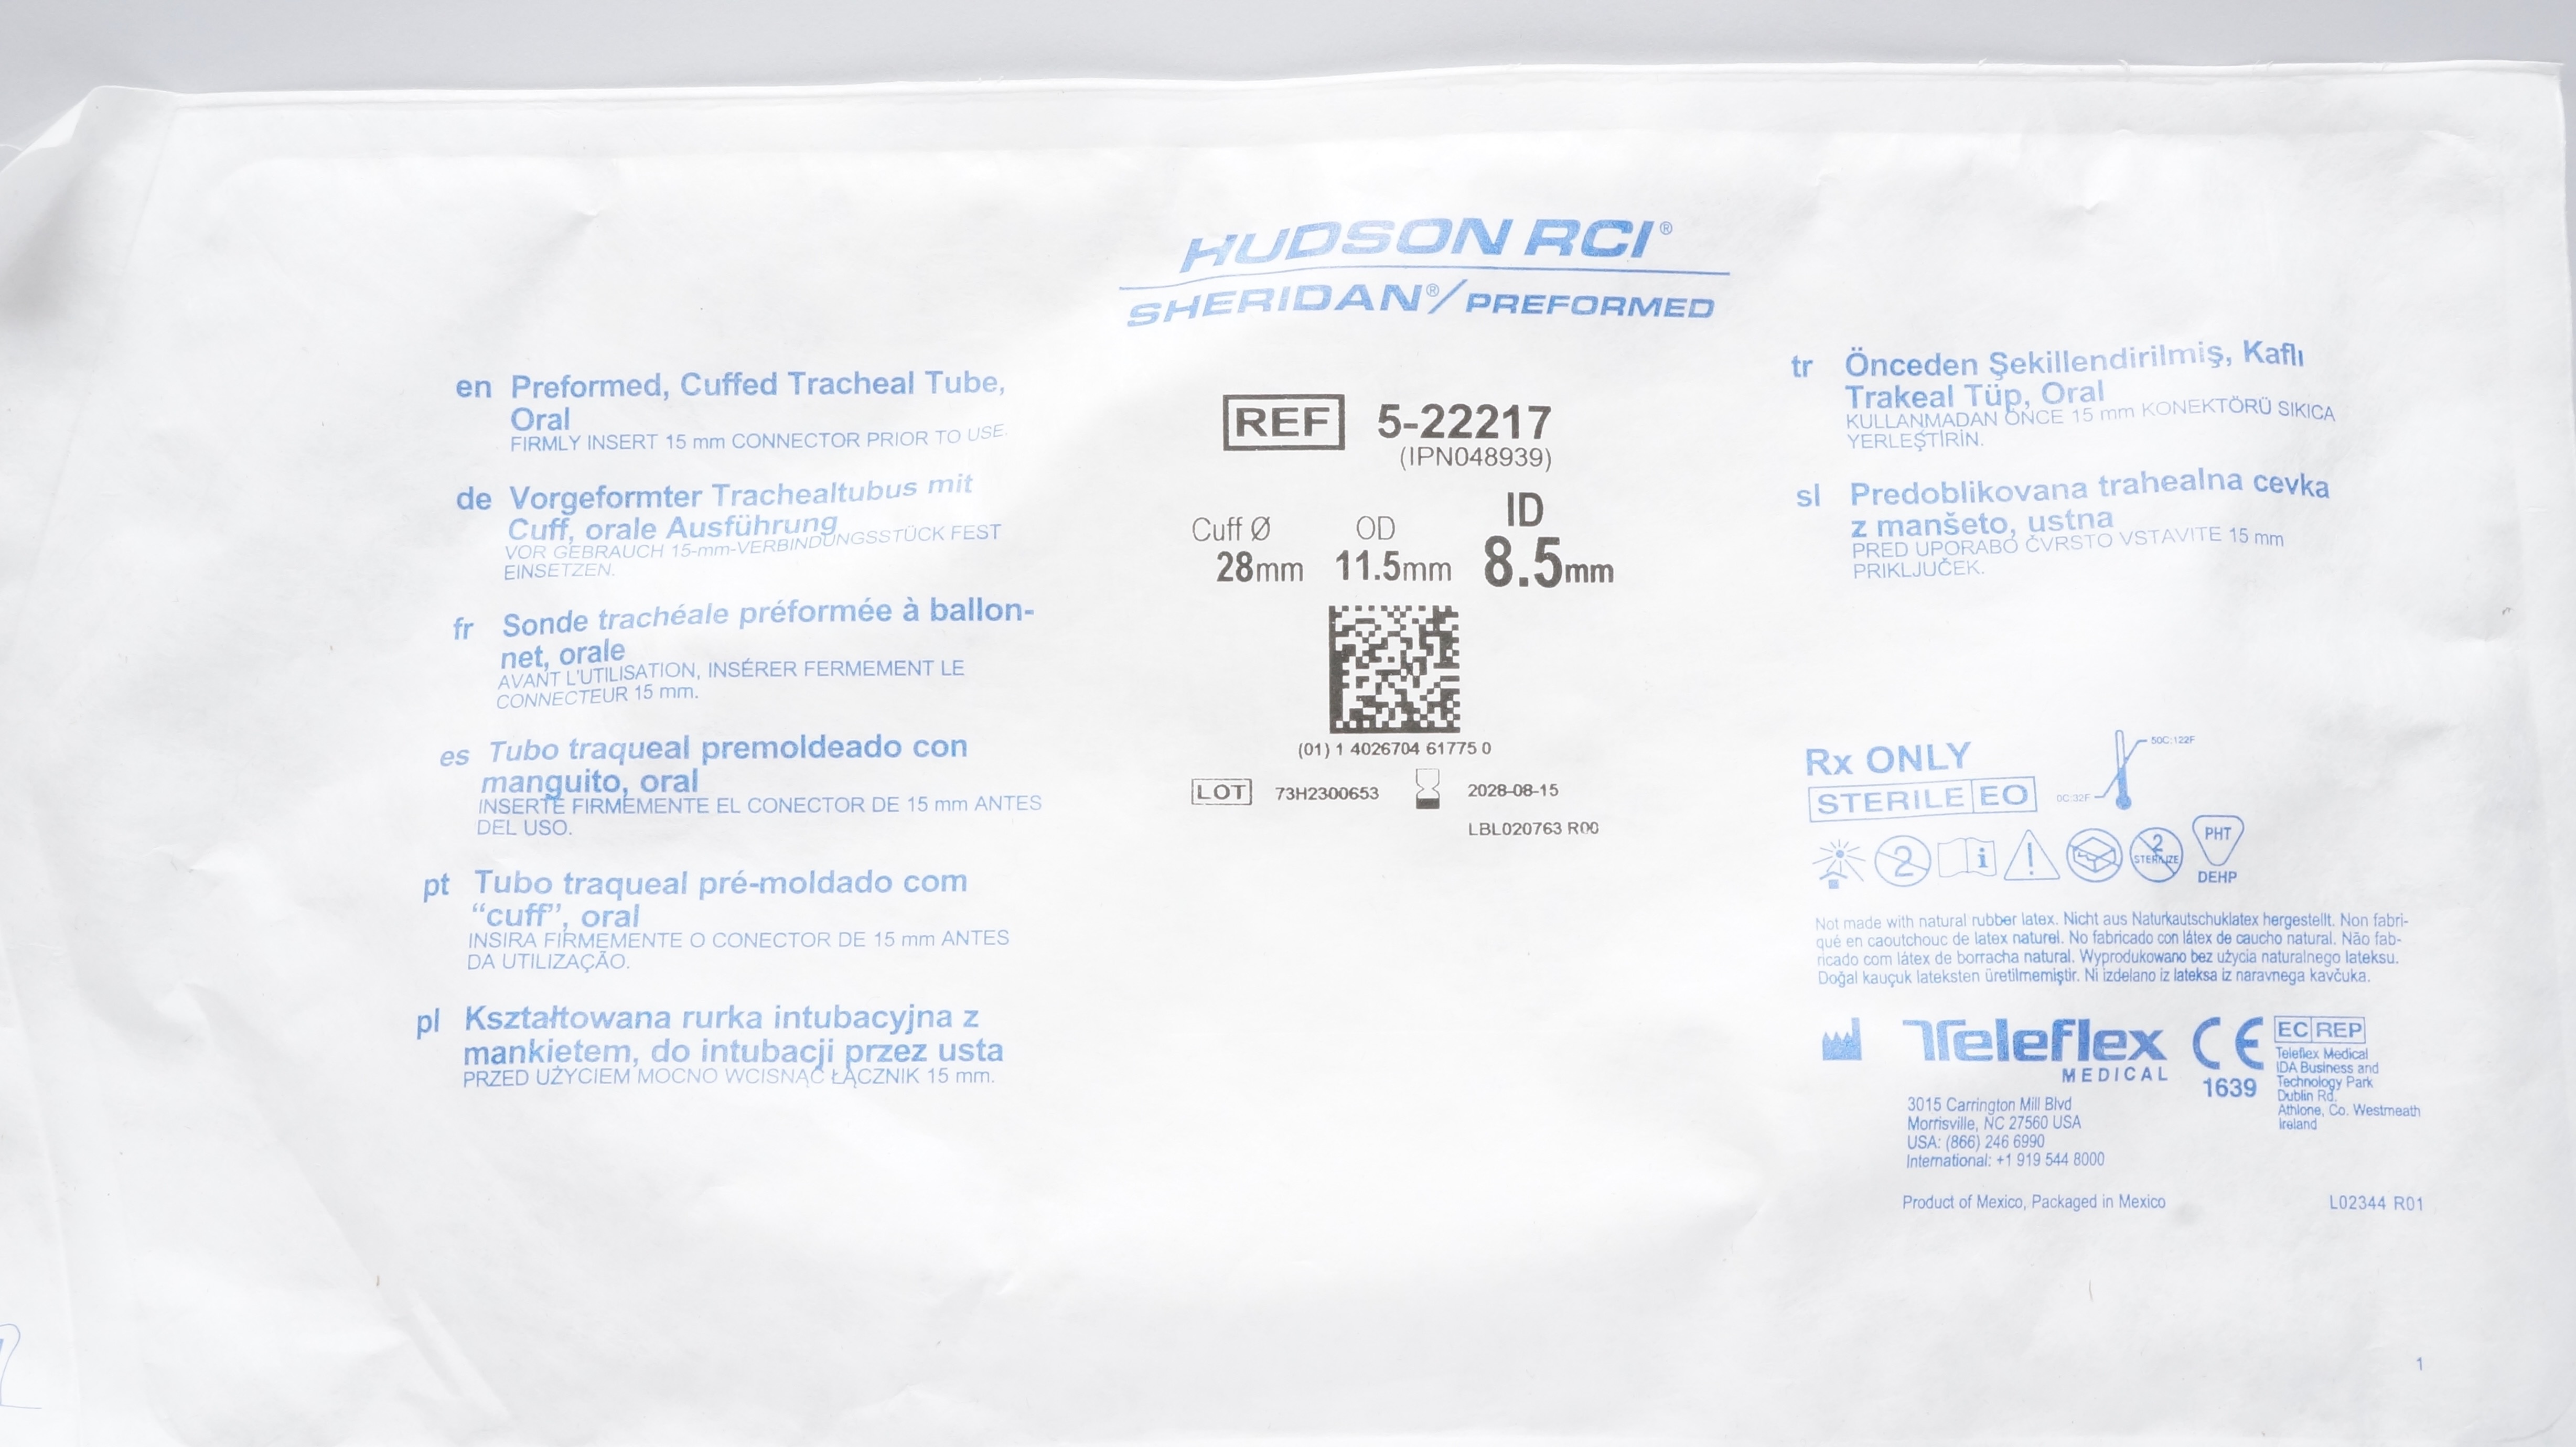 HUDSON RCI®
SHERIDAN®/PREFORMED
en Preformed, Cuffed Tracheal Tube,
Oral
FIRMLY INSERT 15 mm CONNECTOR PRIOR TO USE.
de Vorgeformter Trachealtubus mit
Cuff, orale Ausführung
VOR GEBRAUCH 15-mm-VERBINDUNGSSTÜCK FEST
EINSETZEN.
fr Sonde trachéale préformée à ballon-
net, orale
AVANT L'UTILISATION, INSÉRER FERMEMENT LE
CONNECTEUR 15 mm.
es Tubo traqueal premoldeado con
manguito, oral
INSERTE FIRMEMENTE EL CONECTOR DE 15 mm ANTES
DEL USO.
pt Tubo traqueal pré-moldado com
“cuff”, oral
INSIRA FIRMEMENTE O CONECTOR DE 15 mm ANTES
DA UTILIZAÇÃO.
pl Kształtowana rurka intubacyjna z
mankietem, do intubacji przez usta
PRZED UŻYCIEM MOCNO WCISNĄĆ ŁĄCZNIK 15 mm.
REF 5-22217
(IPN048939)
Cuff Ø OD ID
28mm 11.5mm 8.5mm
(01) 1 4026704 61775 0
LOT 73H2300653 2028-08-15
LBL020763 R00
tr Önceden Şekillendirilmiş, Kaflı
Trakeal Tüp, Oral
KULLANMADAN ÖNCE 15 mm KONEKTÖRÜ SIKICA
YERLEŞTİRİN.
sl Predoblikovana trahealna cevka
z manšeto, ustna
PRED UPORABO ČVRSTO VSTAVITE 15 mm
PRIKLJUČEK.
Rx ONLY
50C:122F
STERILE EO
0C:32F
2
i
!
2
STERILIZE
PHT
DEHP
Not made with natural rubber latex. Nicht aus Naturkautschuklatex hergestellt. Non fabri-
qué en caoutchouc de latex naturel. No fabricado con látex de caucho natural. Não fab-
ricado com látex de borracha natural. Wyprodukowano bez użycia naturalnego lateksu.
Doğal kauçuk lateksten üretilmemiştir. Ni izdelano iz lateksa iz naravnega kavčuka.
Teleflex
MEDICAL
3015 Carrington Mill Blvd
Morrisville, NC 27560 USA
USA: (866) 246 6990
International: +1 919 544 8000
CE
1639
EC REP
Teleflex Medical
IDA Business and
Technology Park
Dublin Rd.
Athlone, Co. Westmeath
Ireland
Product of Mexico, Packaged in Mexico
L02344 R01
1